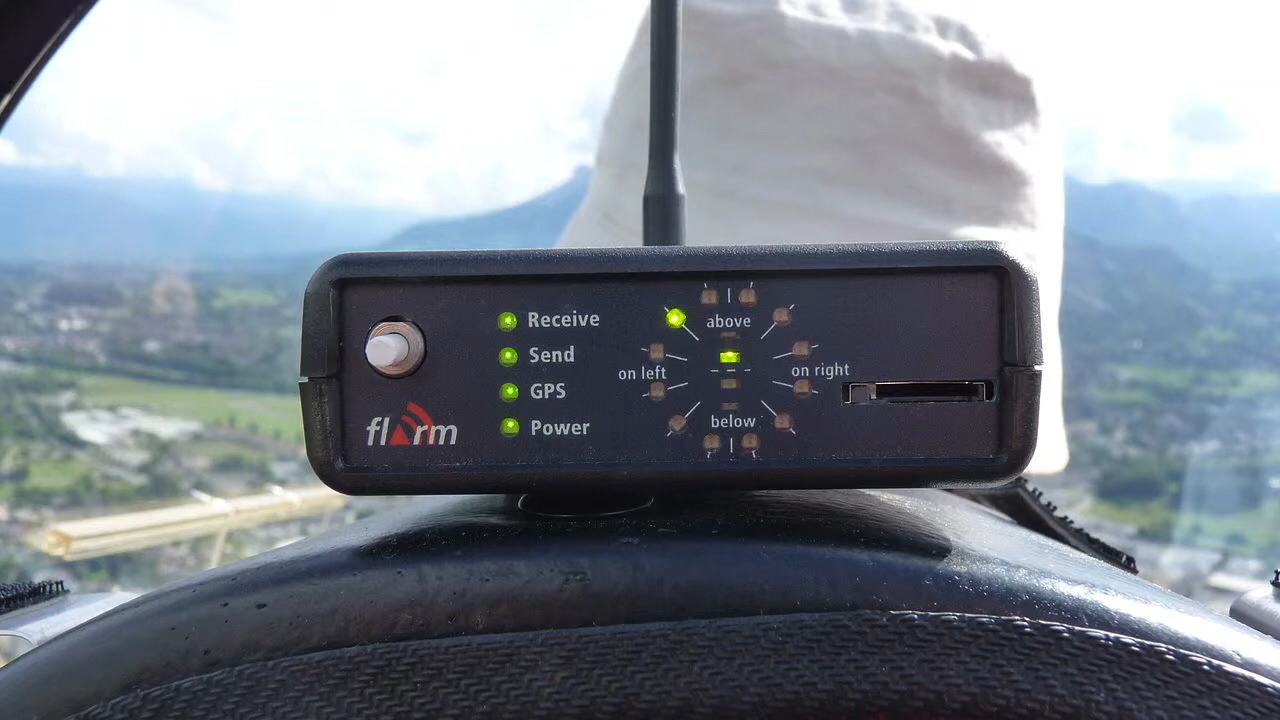 Receive
Send
GPS
Power
flarm
above
on left
on right
below